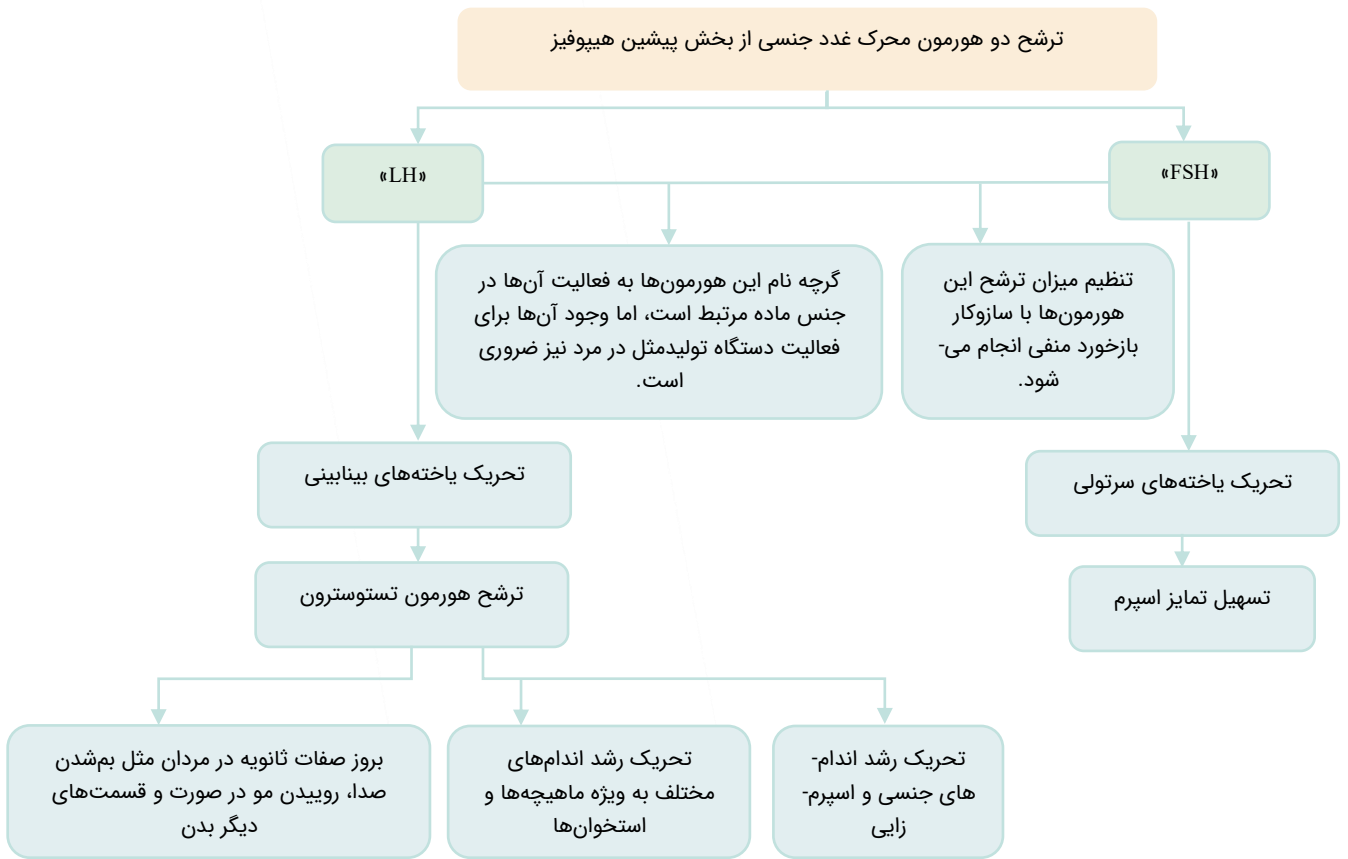 ترشح دو هورمون محرک غدد جنسی از بخش پیشین هیپوفیز
«FSH»
«LH»
تنظیم میزان ترشح این
هورمون‌ها با سازوکار
بازخورد منفی انجام می-
شود.
گرچه نام این هورمون‌ها به فعالیت آن‌ها در
جنس ماده مرتبط است، اما وجود آن‌ها برای
فعالیت دستگاه تولیدمثل در مرد نیز ضروری
است.
تحریک یاخته‌های سرتولی
تحریک یاخته‌های بینابینی
تسهیل تمایز اسپرم
ترشح هورمون تستوسترون
تحریک رشد اندام-
های جنسی و اسپرم-
زایی
تحریک رشد اندام‌های
مختلف به ویژه ماهیچه‌ها و
استخوان‌ها
بروز صفات ثانویه در مردان مثل بم‌شدن
صدا، روییدن مو در صورت و قسمت‌های
دیگر بدن